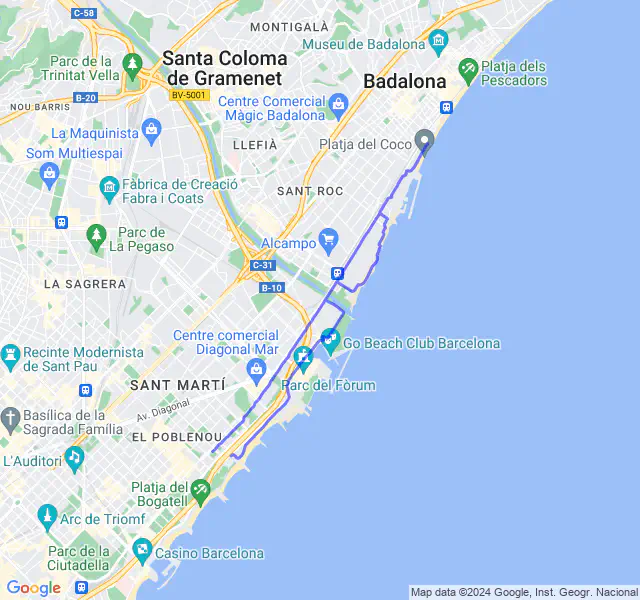 C-58
MONTIGALÀ
Museu de Badalona
Parc de la
Trinitat Vella
Santa Coloma
de Gramenet
Platja dels
Pescadors
Badalona
B-20
BV-5001
NOU BARRIS
Centre Comercial
Màgic Badalona
La Maquinista
LLEFIÀ
Platja del Coco
Som Multiespai
Fàbrica de Creació
Fabra i Coats
SANT ROC
Parc de
La Pegaso
Alcampo
C-31
LA SAGRERA
B-10
Centre comercial
Diagonal Mar
Go Beach Club Barcelona
Recinte Modernista
de Sant Pau
Parc del Fòrum
SANT MARTÍ
Av. Diagonal
Basílica de la
Sagrada Família
EL POBLENOU
L'Auditori
Platja del
Bogatell
Arc de Triomf
Parc de la
Ciutadella
Casino Barcelona
Google
Map data ©2024 Google, Inst. Geogr. Nacional